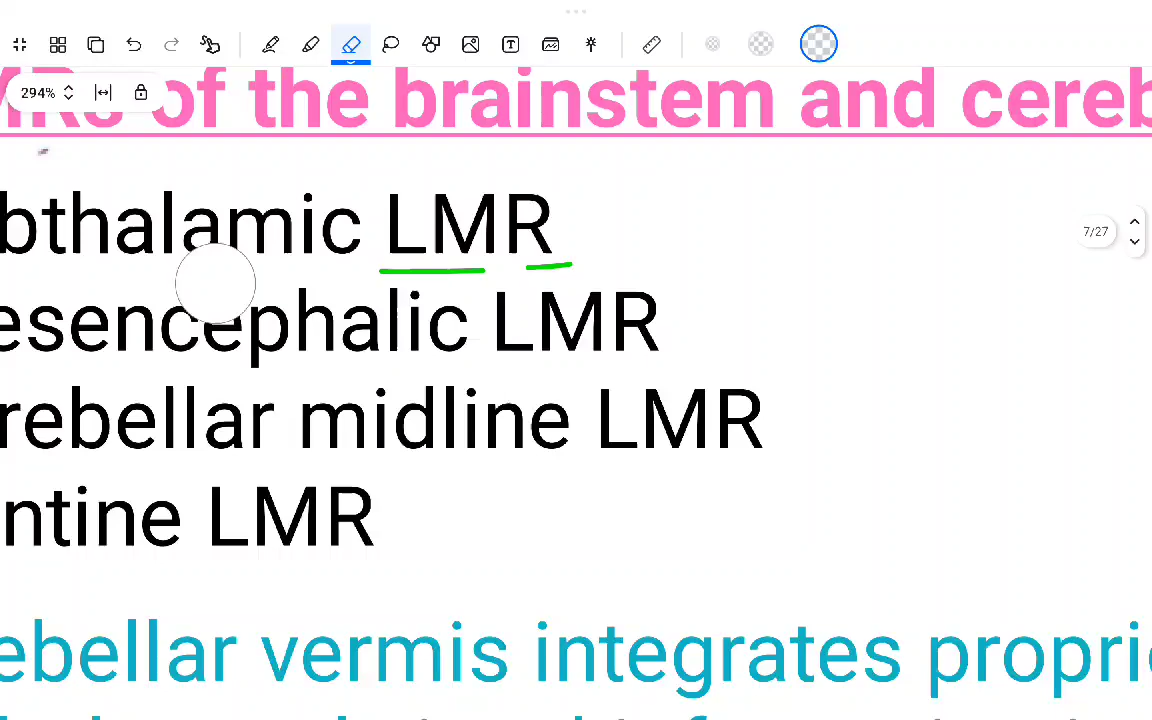 294%
MRs of the brainstem and cereb
bthalamic LMR
7/27
esencephalic LMR
rebellar midline LMR
ntine LMR
ebellar vermis integrates propri